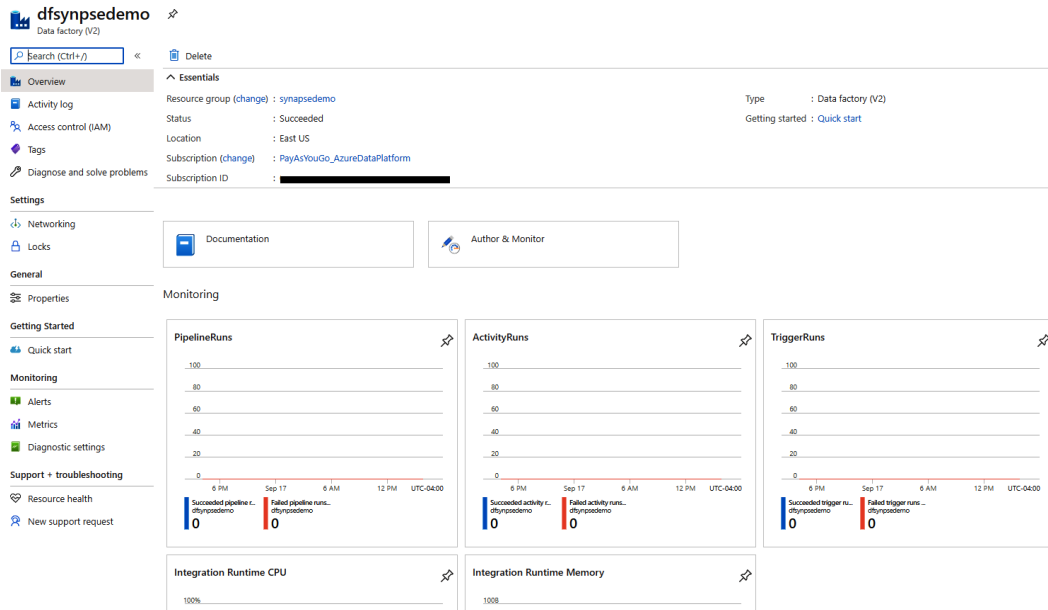 dfsynpsedemo
Data factory (V2)
Search (Ctrl+/)
«
Overview
Activity log
Access control (IAM)
Tags
Diagnose and solve problems
Settings
Networking
Locks
General
Properties
Getting Started
Quick start
Monitoring
Alerts
Metrics
Diagnostic settings
Support + troubleshooting
Resource health
New support request
Delete
Essentials
Resource group (change) : synapsedemo
Status : Succeeded
Location : East US
Subscription (change) : PayAsYouGo_AzureDataPlatform
Subscription ID :
Type : Data factory (V2)
Getting started : Quick start
Documentation
Author & Monitor
Monitoring
PipelineRuns
100
80
60
40
20
0
6 PM Sep 17 6 AM 12 PM UTC-04:00
Succeeded pipeline r...
dfsynpsedemo
0
Failed pipeline runs...
dfsynpsedemo
0
ActivityRuns
100
80
60
40
20
0
6 PM Sep 17 6 AM 12 PM UTC-04:00
Succeeded activity r...
dfsynpsedemo
0
Failed activity runs...
dfsynpsedemo
0
TriggerRuns
100
80
60
40
20
0
6 PM Sep 17 6 AM 12 PM UTC-04:00
Succeeded trigger ru...
dfsynpsedemo
0
Failed trigger runs ...
dfsynpsedemo
0
Integration Runtime CPU
100%
Integration Runtime Memory
100B